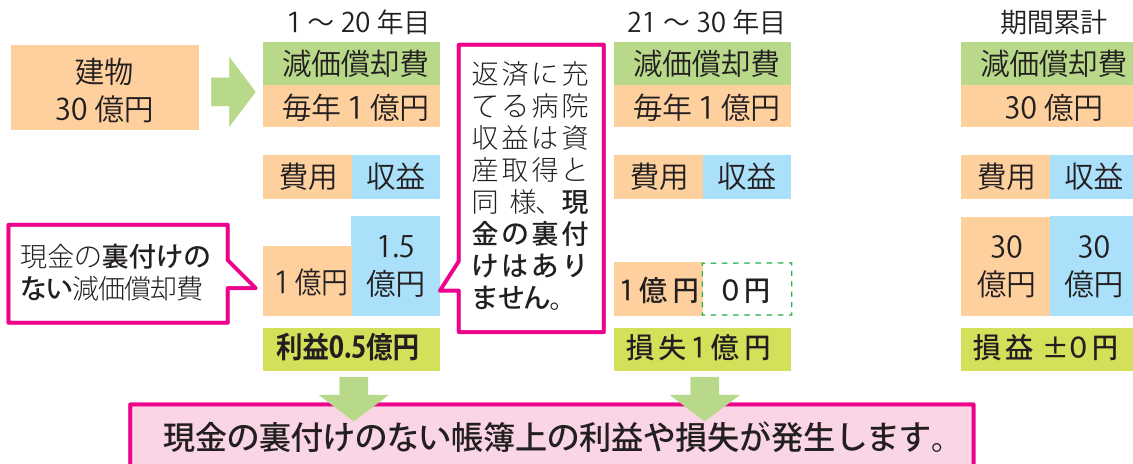 建物
30 億円
1 ～ 20 年目
減価償却費
毎年 1 億円
費用
収益
現金の裏付けの
ない減価償却費
1 億円
1.5
億円
利益0.5億円
返済に充
てる病院
収益は資
産取得と
同様、現
金の裏付
けはあり
ません。
21 ～ 30 年目
減価償却費
毎年 1 億円
費用
収益
1 億 円
0 円
損 失 1 億 円
期間累計
減価償却費
30 億円
費用
収益
30
億円
30
億円
損 益 ±0 円
現金の裏付けのない帳簿上の利益や損失が発生します。